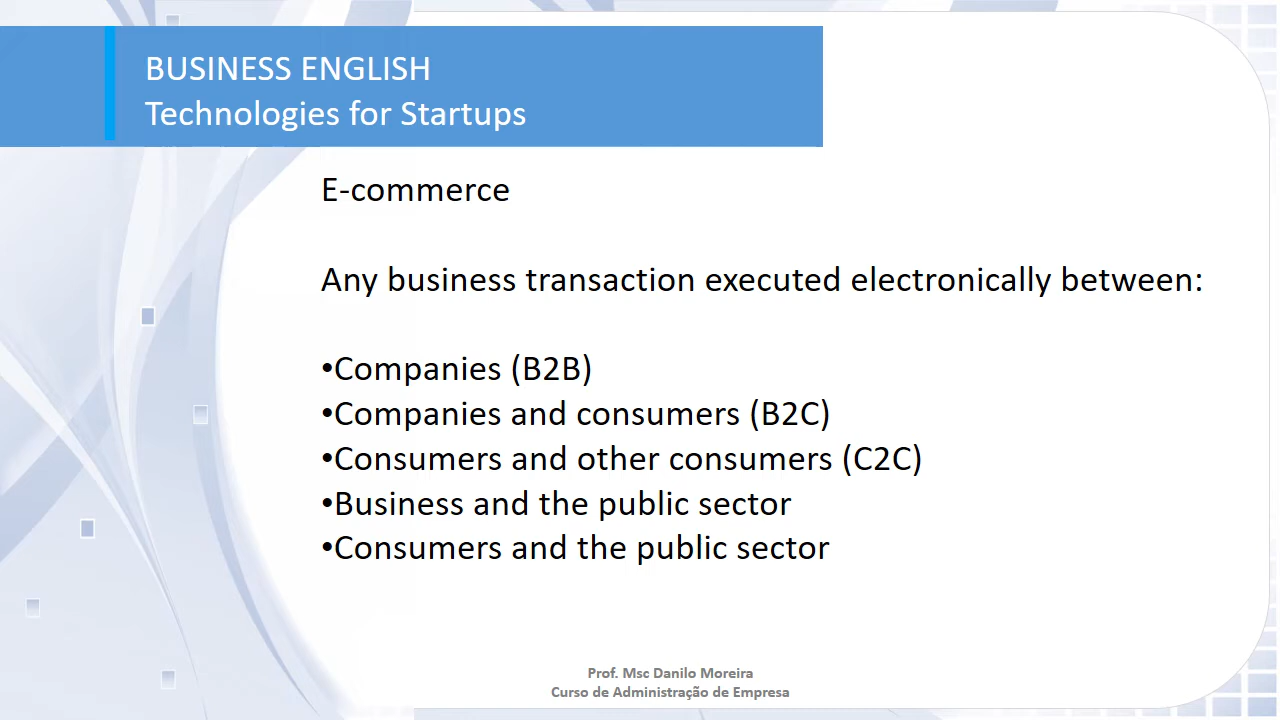 BUSINESS ENGLISH
Technologies for Startups
E-commerce
Any business transaction executed electronically between:
•Companies (B2B)
•Companies and consumers (B2C)
•Consumers and other consumers (C2C)
•Business and the public sector
•Consumers and the public sector
Prof. Msc Danilo Moreira
Curso de Administração de Empresa